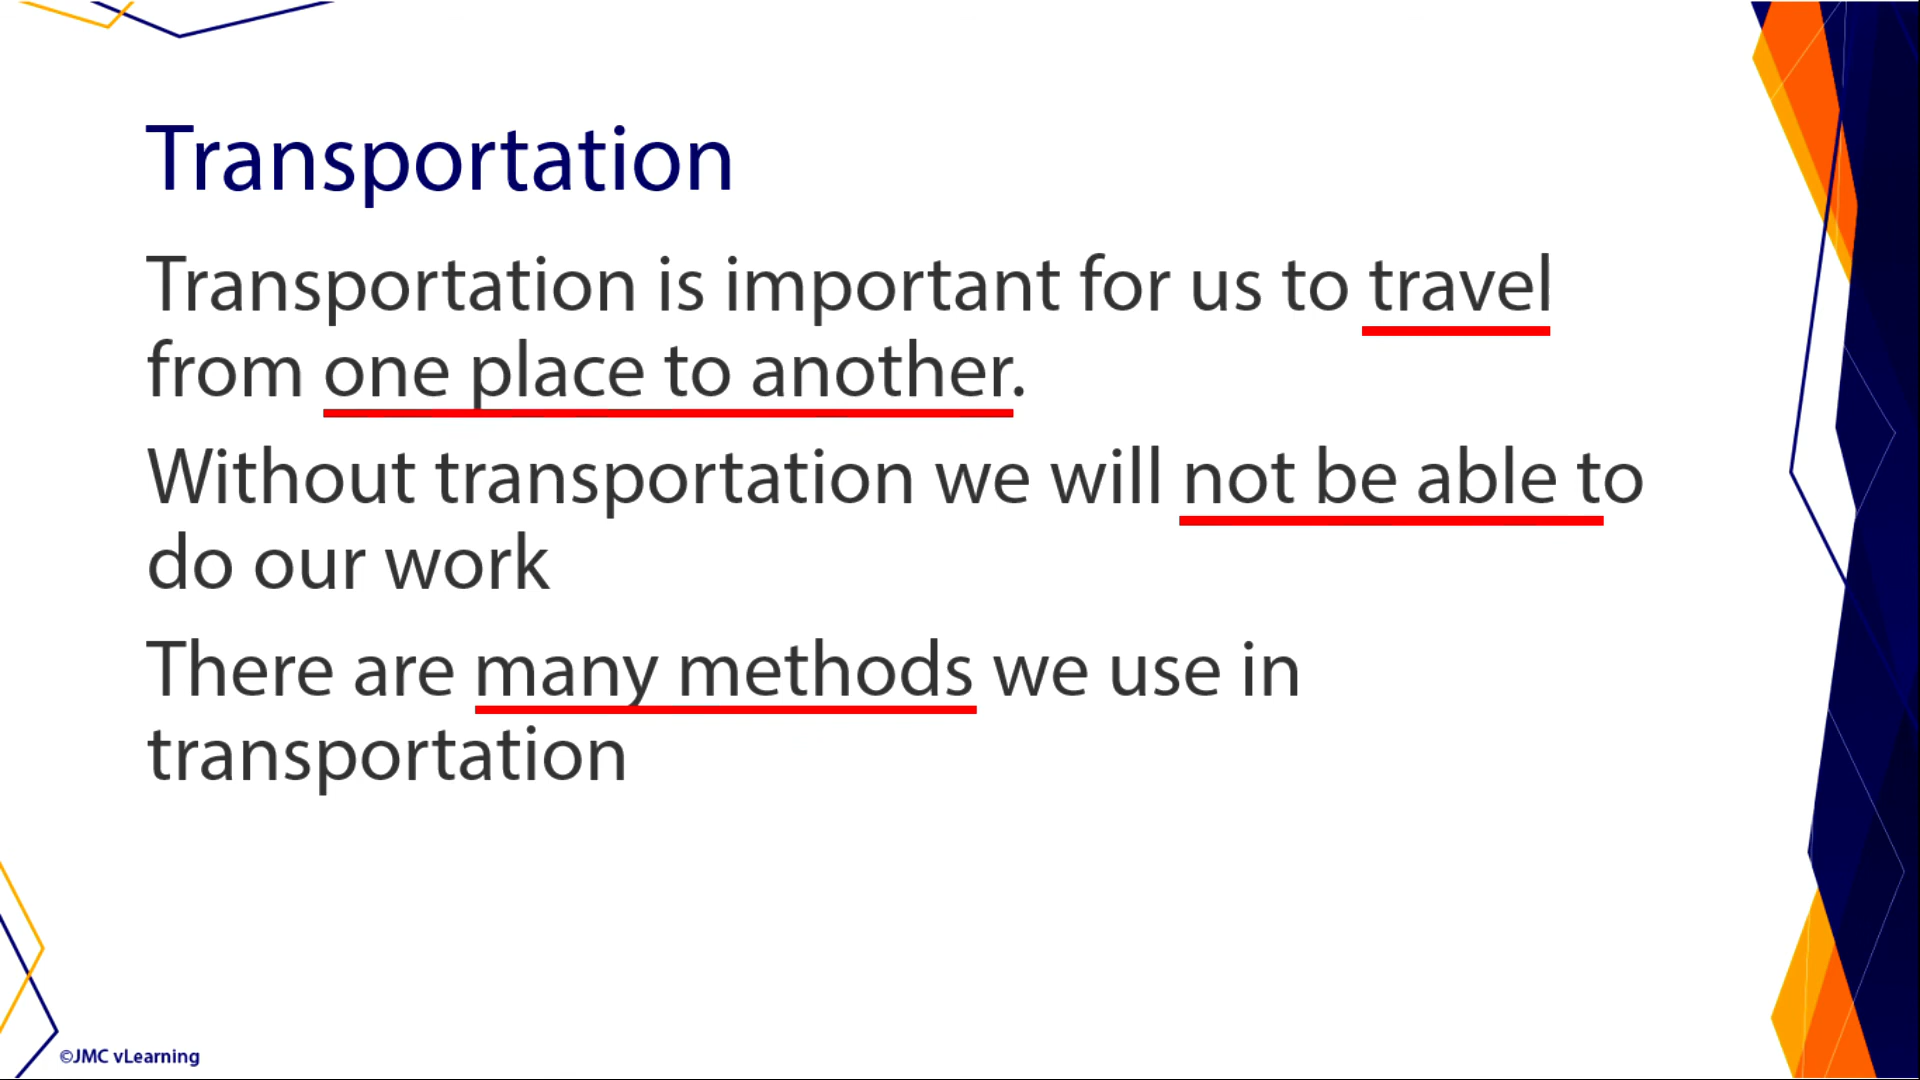 Transportation
Transportation is important for us to travel
from one place to another.
Without transportation we will not be able to
do our work
There are many methods we use in
transportation
©JMC vLearning